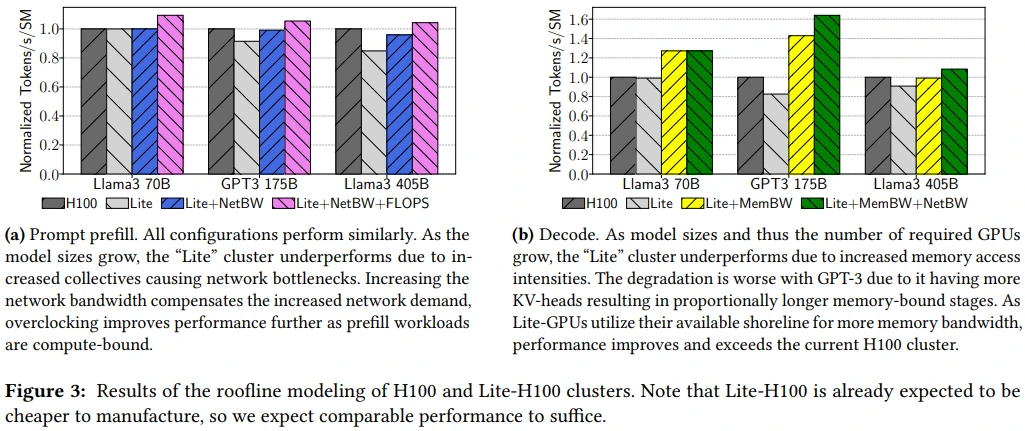 Normalized Tokens/s/SM
1.0
0.8
0.6
0.4
0.2
0.0
Llama3 70B GPT3 175B Llama3 405B
H100 Lite Lite+NetBW Lite+NetBW+FLOPS
(a) Prompt prefill. All configurations perform similarly. As the
model sizes grow, the “Lite” cluster underperforms due to in-
creased collectives causing network bottlenecks. Increasing the
network bandwidth compensates the increased network demand,
overclocking improves performance further as prefill workloads
are compute-bound.
Normalized Tokens/s/SM
1.6
1.4
1.2
1.0
0.8
0.6
0.4
0.2
0.0
Llama3 70B GPT3 175B Llama3 405B
H100 Lite Lite+MemBW Lite+MemBW+NetBW
(b) Decode. As model sizes and thus the number of required GPUs
grow, the “Lite” cluster underperforms due to increased memory access
intensities. The degradation is worse with GPT-3 due to it having more
KV-heads resulting in proportionally longer memory-bound stages. As
Lite-GPUs utilize their available shoreline for more memory bandwidth,
performance improves and exceeds the current H100 cluster.
Figure 3: Results of the roofline modeling of H100 and Lite-H100 clusters. Note that Lite-H100 is already expected to be
cheaper to manufacture, so we expect comparable performance to suffice.